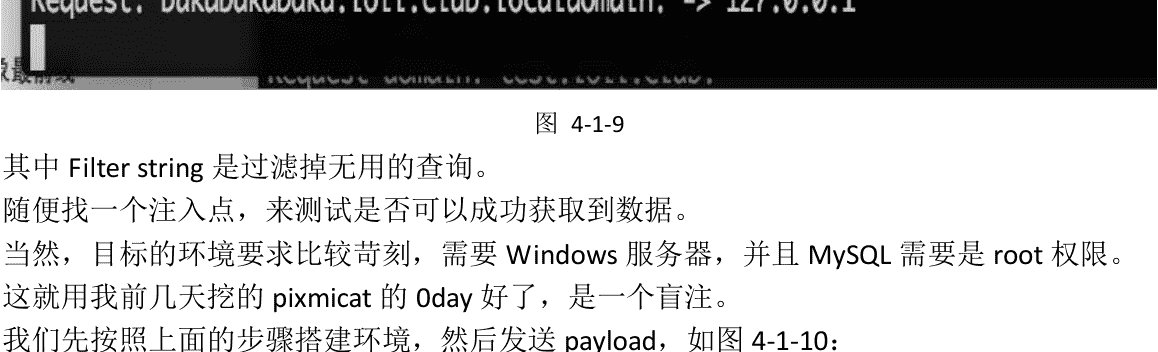 Request: bakabakabaka.loli.club.localdomain. -> 127.0.0.1
Request domain: test.loli.club.
图 4-1-9
其中 Filter string 是过滤掉无用的查询。
随便找一个注入点，来测试是否可以成功获取到数据。
当然，目标的环境要求比较苛刻，需要 Windows 服务器，并且 MySQL 需要是 root 权限。
这就用我前几天挖的 pixmicat 的 0day 好了，是一个盲注。
我们先按照上面的步骤搭建环境，然后发送 payload，如图 4-1-10：